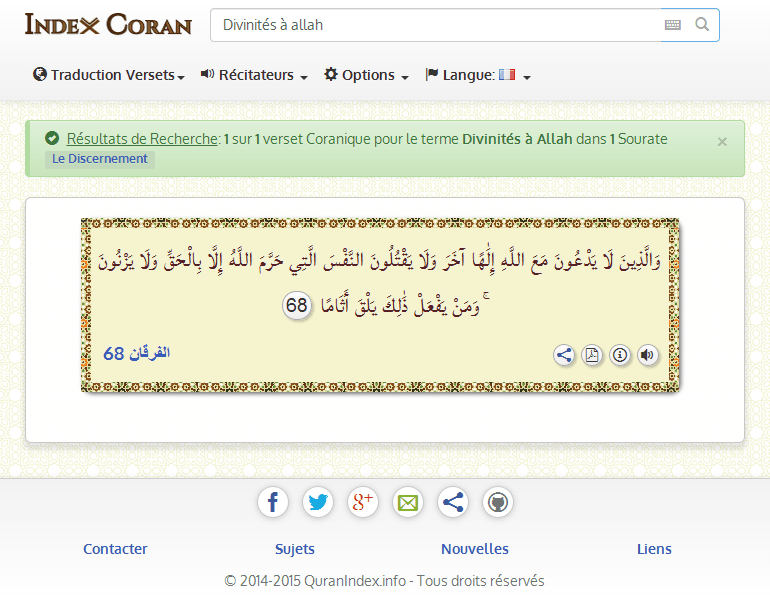 INDEX CORAN
Divinités à allah
Traduction Versets
Récitateurs
Options
Langue:
Résultats de Recherche: 1 sur 1 verset Coranique pour le terme Divinités à Allah dans 1 Sourate
×
Le Discernement
وَالَّذِينَ لَا يَدْعُونَ مَعَ اللَّهِ إِلَٰهًا آخَرَ وَلَا يَقْتُلُونَ النَّفْسَ الَّتِي حَرَّمَ اللَّهُ إِلَّا بِالْحَقِّ وَلَا يَزْنُونَ
ۚ وَمَنْ يَفْعَلْ ذَٰلِكَ يَلْقَ أَثَامًا 68
الفرقان 68
f
8+
Contacter
Sujets
Nouvelles
Liens
© 2014-2015 QuranIndex.info - Tous droits réservés